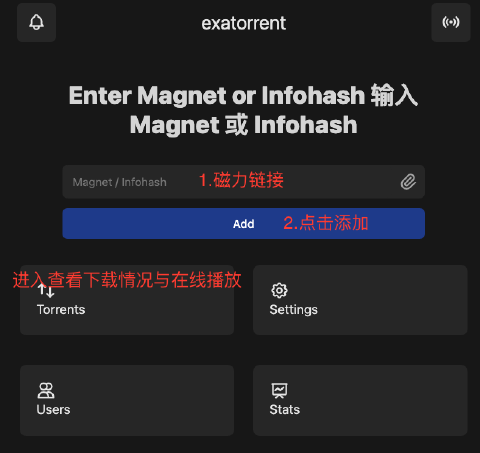 exatorrent
Enter Magnet or Infohash 输入
Magnet 或 Infohash
Magnet / Infohash 1.磁力链接
Add 2.点击添加
进入查看下载情况与在线播放
Torrents
Settings
Users
Stats